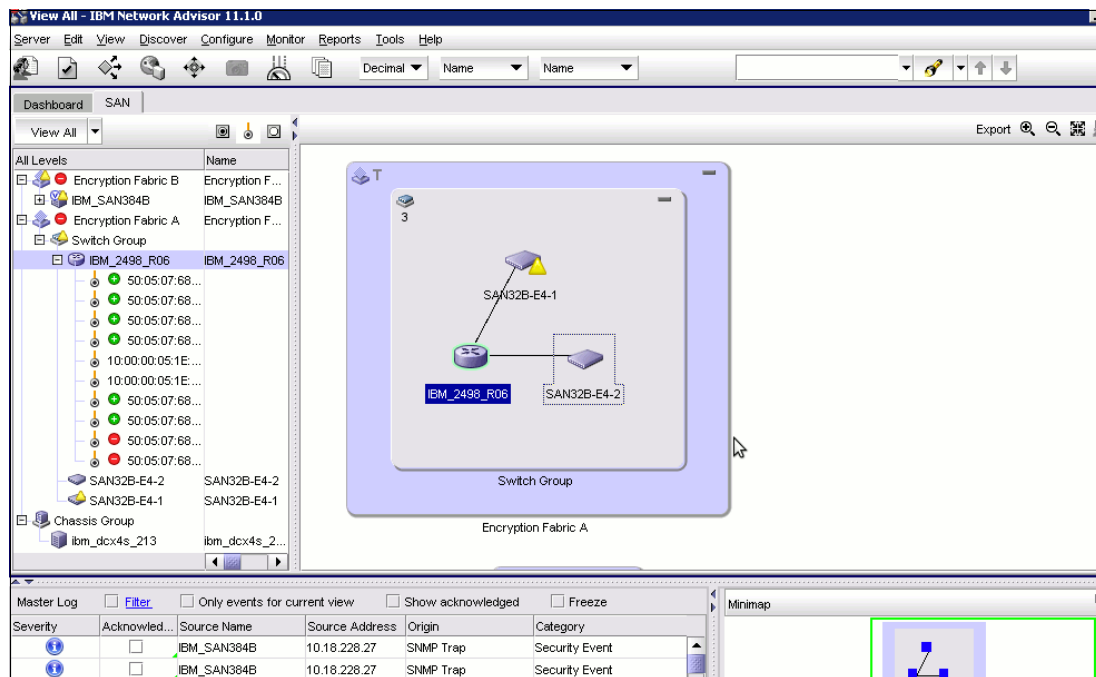 View All - IBM Network Advisor 11.1.0
Server Edit View Discover Configure Monitor Reports Tools Help
Decimal Name Name
Dashboard SAN
View All
Export
All Levels Name
Encryption Fabric B Encryption F...
IBM_SAN384B IBM_SAN384B
Encryption Fabric A Encryption F...
Switch Group
IBM_2498_R06 IBM_2498_R06
50:05:07:68...
50:05:07:68...
50:05:07:68...
50:05:07:68...
10:00:00:05:1E:...
10:00:00:05:1E:...
50:05:07:68...
50:05:07:68...
50:05:07:68...
50:05:07:68...
SAN32B-E4-2 SAN32B-E4-2
SAN32B-E4-1 SAN32B-E4-1
Chassis Group
ibm_dcx4s_213 ibm_dcx4s_2...
T
3
SAN32B-E4-1
IBM_2498_R06 SAN32B-E4-2
Switch Group
Encryption Fabric A
Master Log Filter Only events for current view Show acknowledged Freeze
Minimap
Severity Acknowled... Source Name Source Address Origin Category
IBM_SAN384B 10.18.228.27 SNMP Trap Security Event
IBM_SAN384B 10.18.228.27 SNMP Trap Security Event